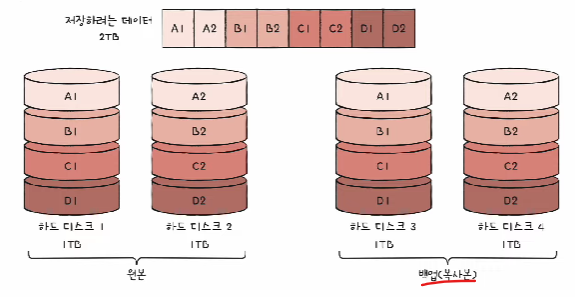 저장하려는 데이터
2TB
A1 A2 B1 B2 C1 C2 D1 D2
A1 A2 A1 A2
B1 B2 B1 B2
C1 C2 C1 C2
D1 D2 D1 D2
하드 디스크 1 하드 디스크 2 하드 디스크 3 하드 디스크 4
1TB 1TB 1TB 1TB
원본 백업(복사본)